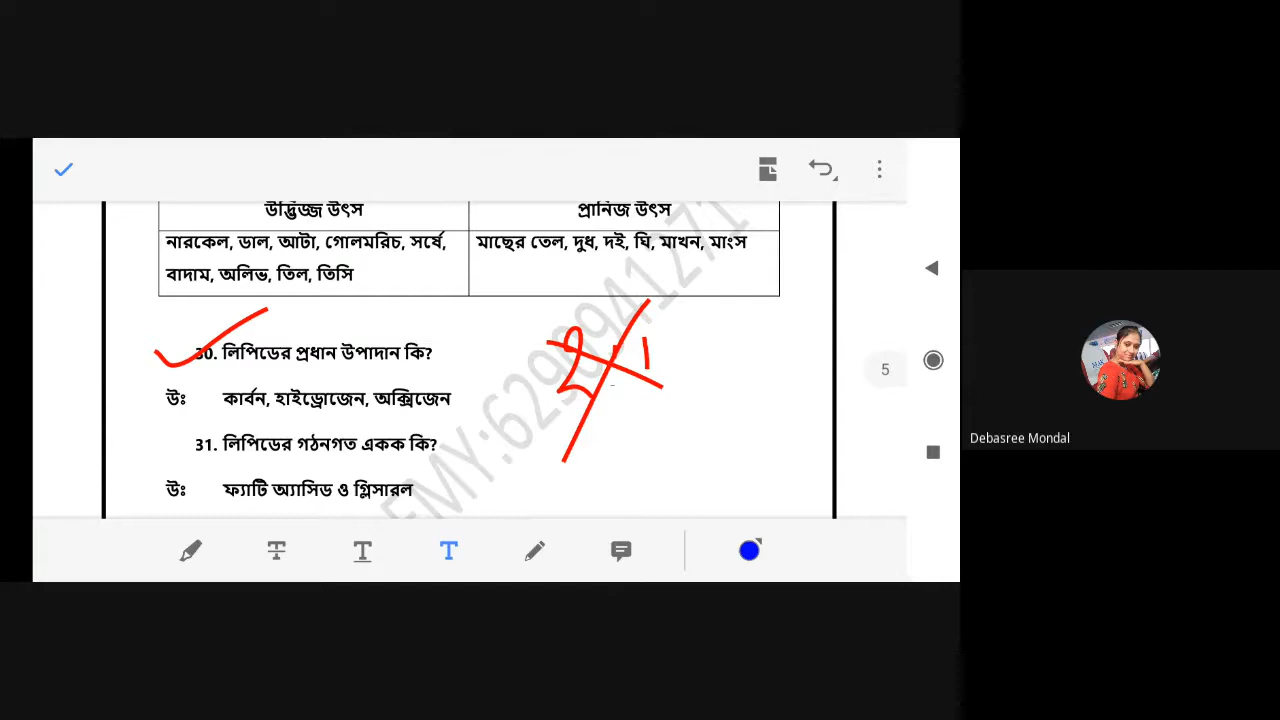 উদ্ভিজ্জ উৎস
প্রানিজ উৎস
নারকেল, ডাল, আটা, গোলমরিচ, সর্ষে,
বাদাম, অলিভ, তিল, তিসি
মাছের তেল, দুধ, দই, ঘি, মাখন, মাংস
30. লিপিডের প্রধান উপাদান কি?
উঃ কার্বন, হাইড্রোজেন, অক্সিজেন
31. লিপিডের গঠনগত একক কি?
উঃ ফ্যাটি অ্যাসিড ও গ্লিসারল
5
Debasree Mondal